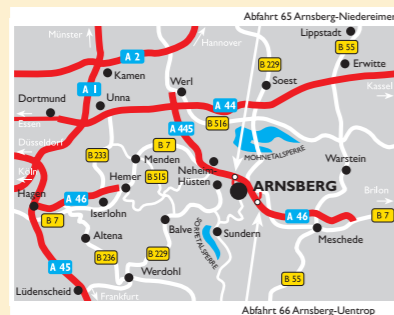 Abfahrt 65 Arnsberg-Niedereimer
Münster
Hannover
Lippstadt
B 55
A 2
Kamen
B 229
Erwitte
A 1
Werl
Soest
Kassel
Dortmund
Unna
A 44
Essen
A 445
B 516
Düsseldorf
B 7
MÖHNETALSPERRE
B 233
Menden
Warstein
Köln
Hemer
B 515
Neheim-
Hüsten
ARNSBERG
Brilon
Hagen
A 46
B 7
Iserlohn
A 46
B 7
Balve
SORPETALSPERRE
Sundern
Meschede
Altena
B 229
A 45
B 236
Werdohl
B 55
Lüdenscheid
Frankfurt
Abfahrt 66 Arnsberg-Uentrop